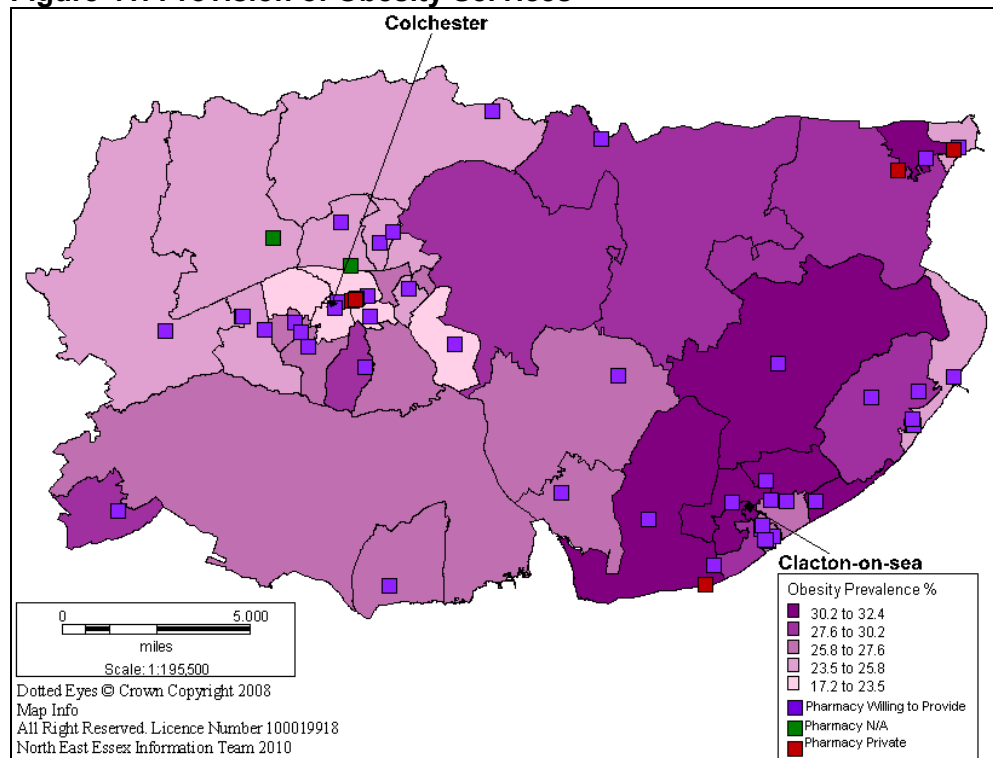 Colchester
Clacton-on-sea
Obesity Prevalence %
30.2 to 32.4
27.6 to 30.2
25.8 to 27.6
23.5 to 25.8
17.2 to 23.5
Pharmacy Willing to Provide
Pharmacy N/A
Pharmacy Private
0 5.000
miles
Scale: 1:195,500
Dotted Eyes © Crown Copyright 2008
Map Info
All Right Reserved. Licence Number 100019918
North East Essex Information Team 2010